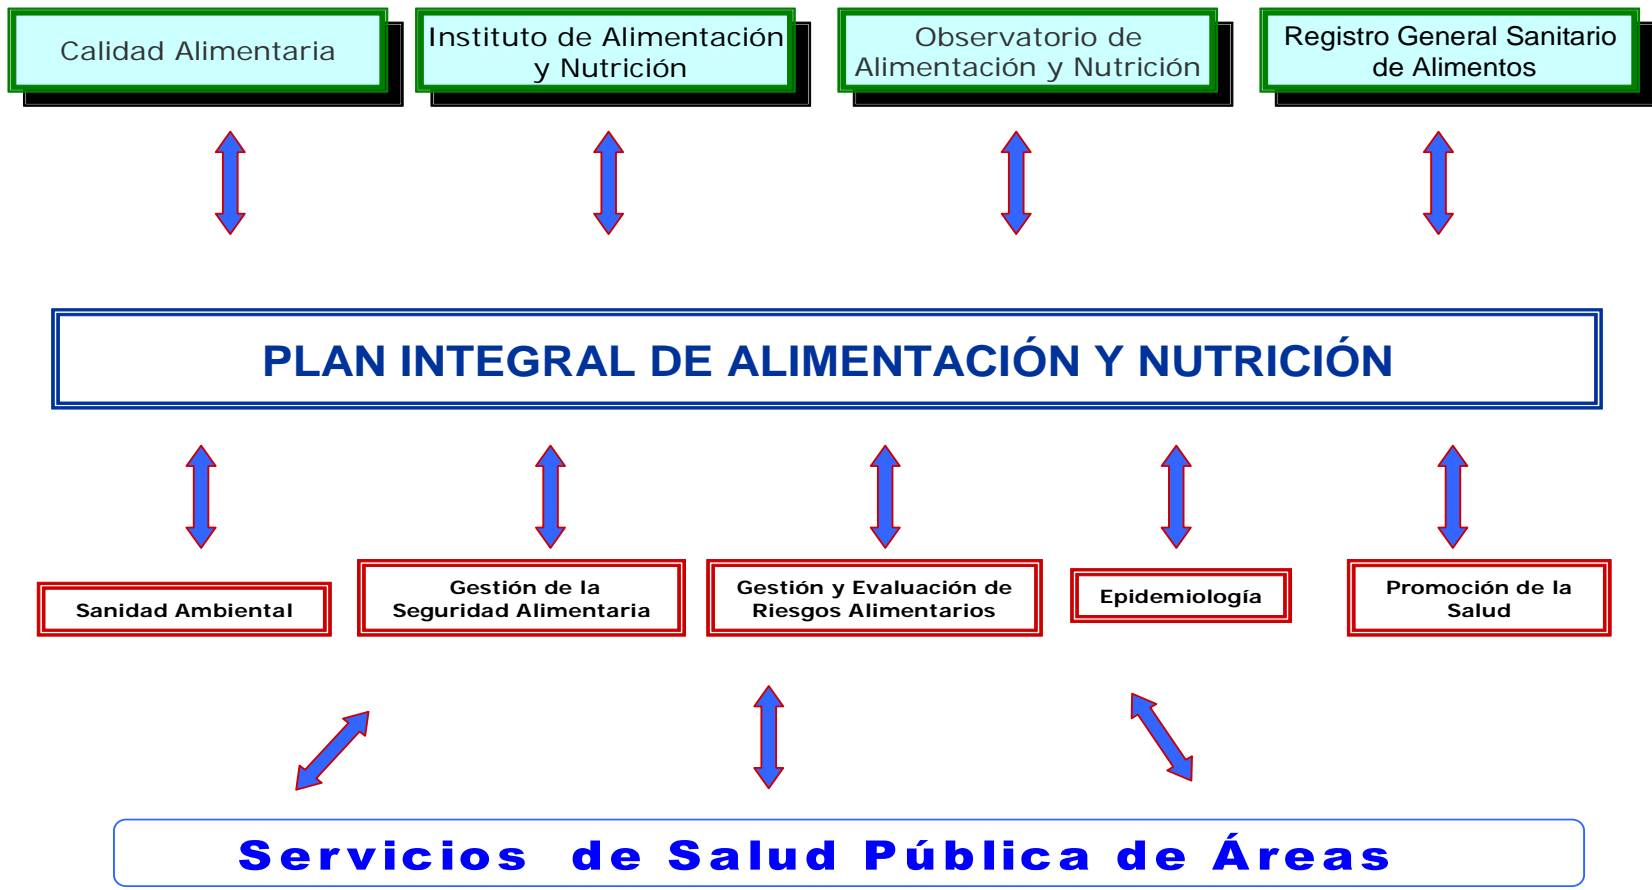 Calidad Alimentaria
Instituto de Alimentación
y Nutrición
Observatorio de
Alimentación y Nutrición
Registro General Sanitario
de Alimentos
PLAN INTEGRAL DE ALIMENTACIÓN Y NUTRICIÓN
Sanidad Ambiental
Gestión de la
Seguridad Alimentaria
Gestión y Evaluación de
Riesgos Alimentarios
Epidemiología
Promoción de la
Salud
Servicios de Salud Pública de Áreas